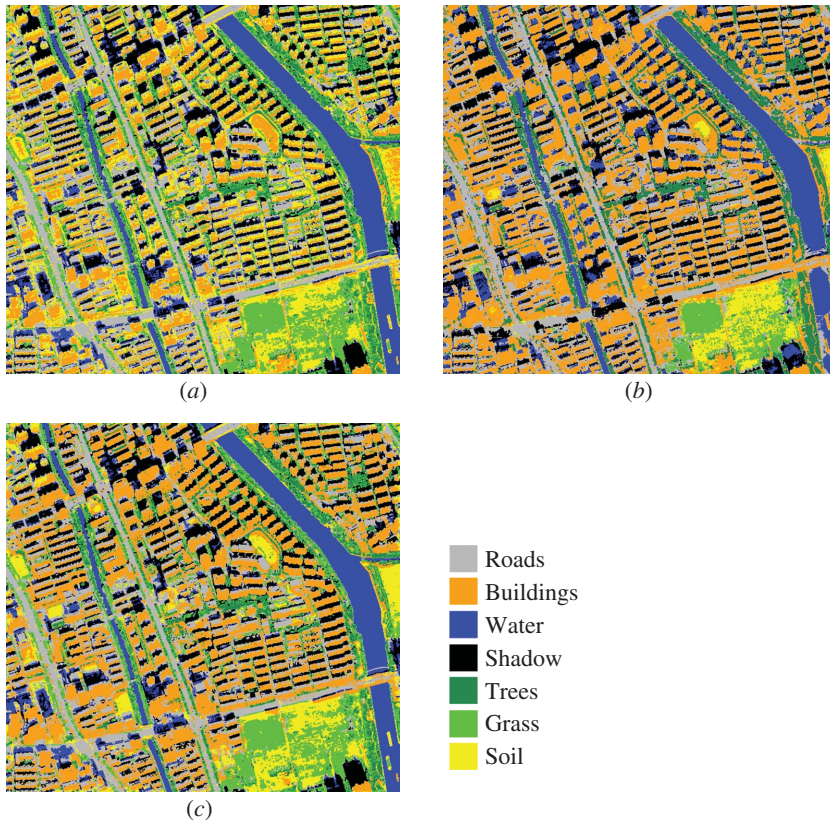 (a)
(b)
(c)
Roads
Buildings
Water
Shadow
Trees
Grass
Soil